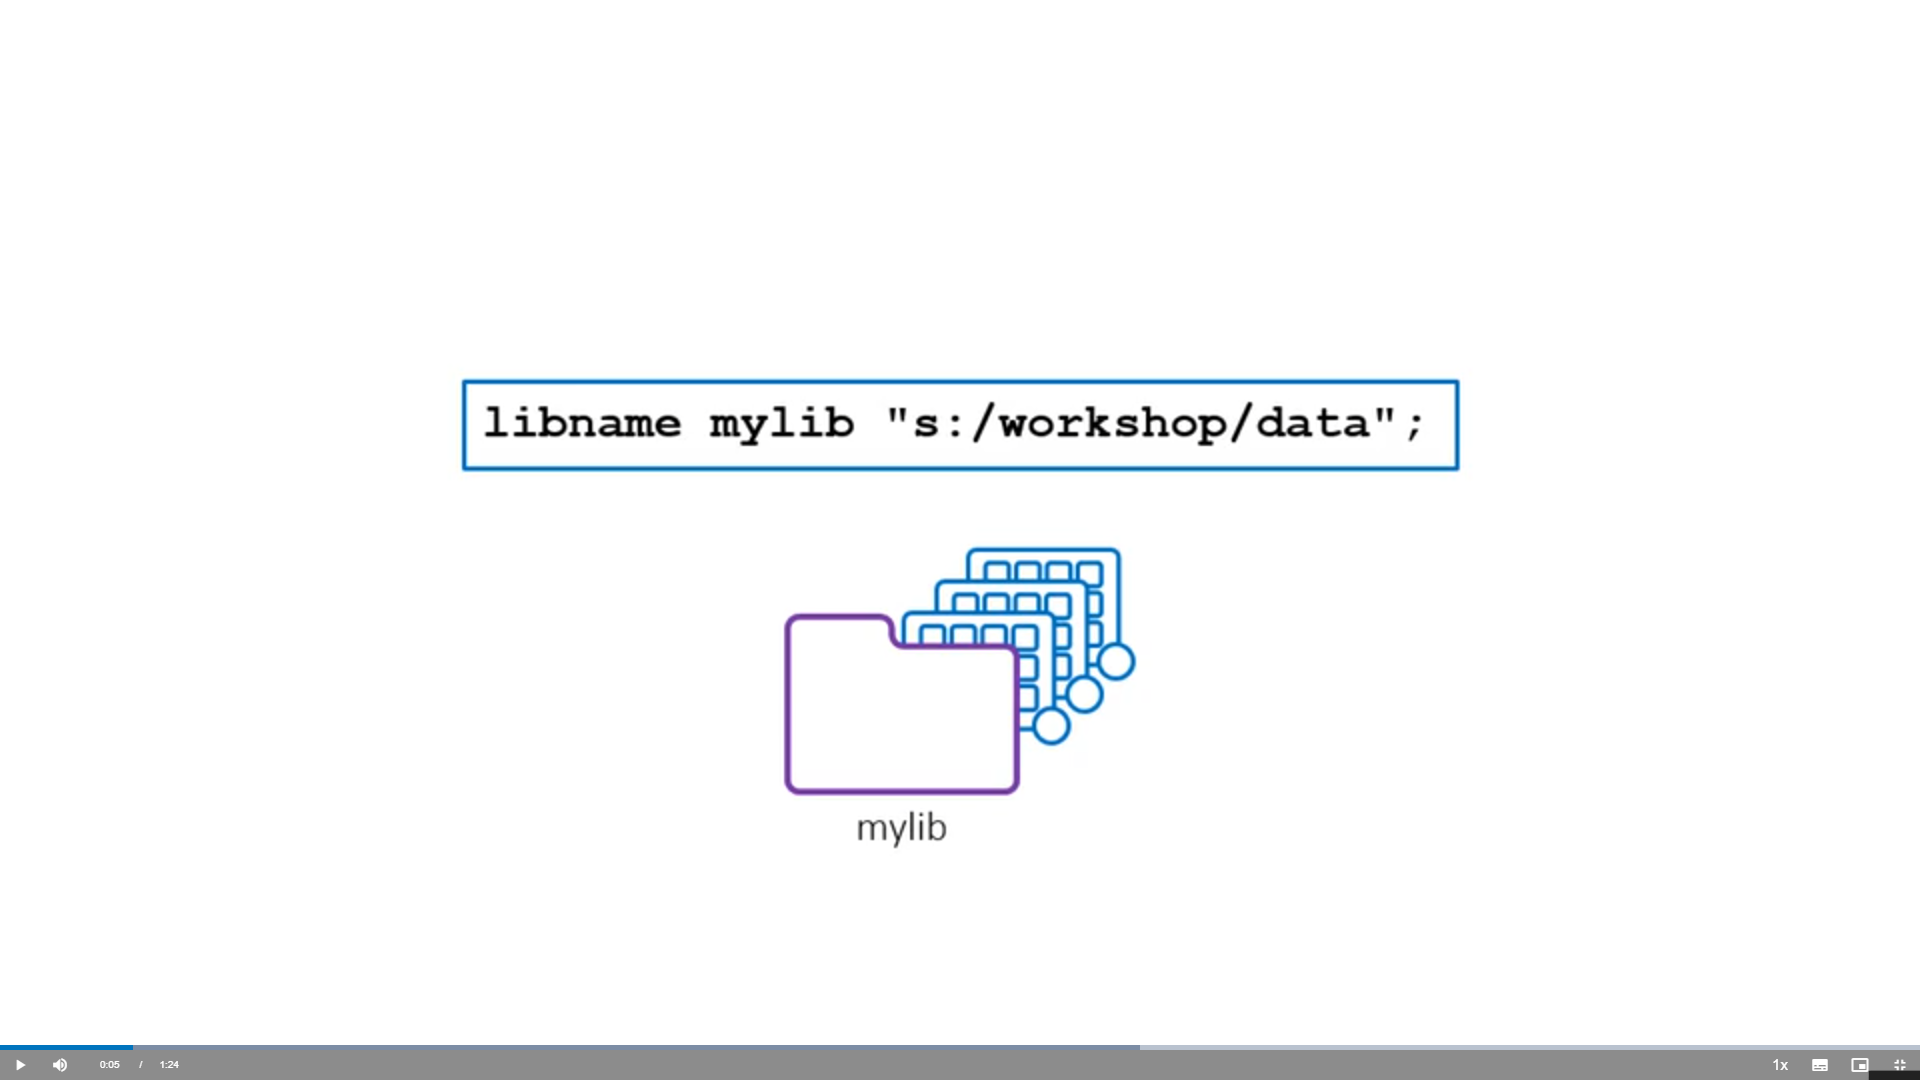 libname mylib "s:/workshop/data";
mylib
0:05 / 1:24
1x